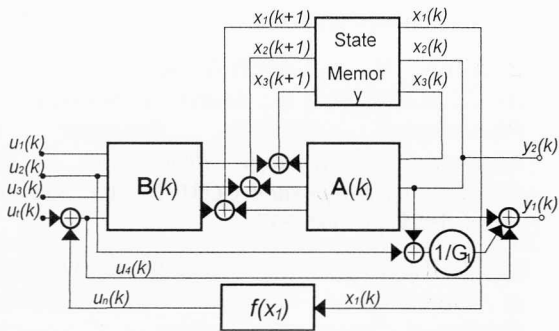 x₁(k+1)
x₁(k)
x₂(k+1)
State
x₂(k)
x₃(k+1)
Memor
x₃(k)
y
u₁(k)
u₂(k)
B(k)
A(k)
y₂(k)
u₃(k)
uₜ(k)
y₁(k)
u₄(k)
1/G₁
uₙ(k)
f(x₁)
x₁(k)